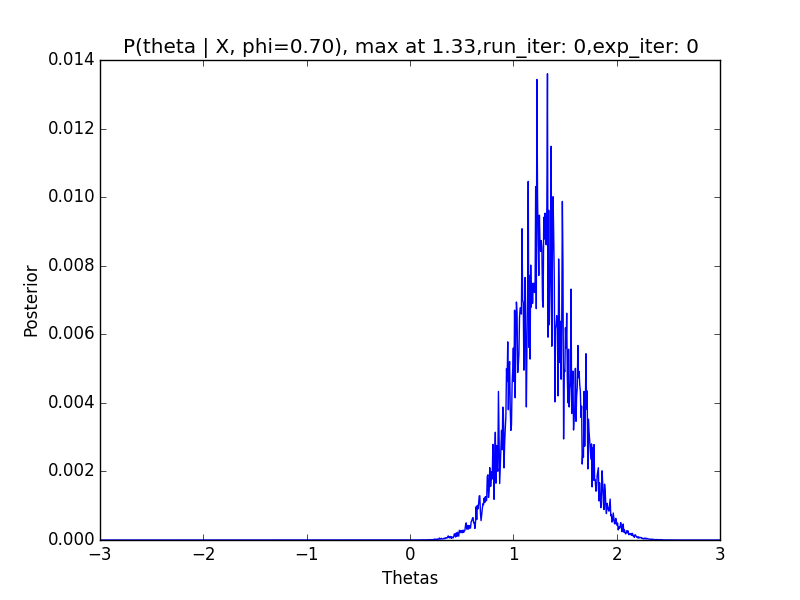 P(theta | X, phi=0.70), max at 1.33,run_iter: 0,exp_iter: 0
0.014
0.012
0.010
0.008
0.006
0.004
0.002
0.000
Posterior
−3 −2 −1 0 1 2 3
Thetas